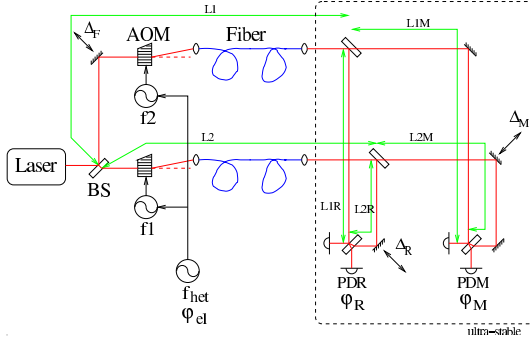 L1
L1M
Δ_F
AOM
Fiber
f2
Δ_M
L2
L2M
Laser
BS
L1R
L2R
f1
Δ_R
PDR
PDM
f_het
φ_R
φ_M
φ_el
ultra-stable